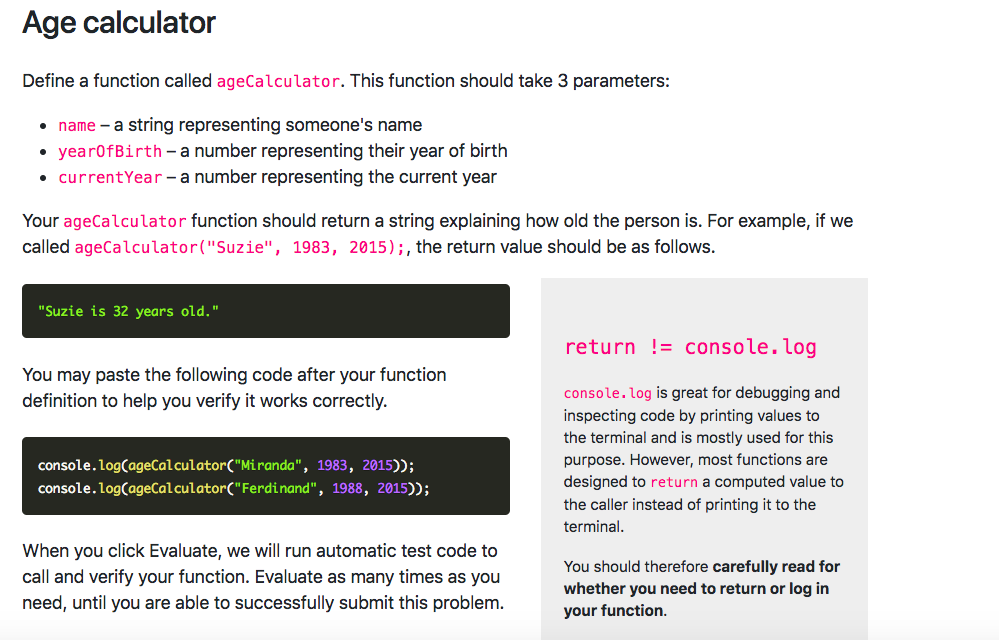 Age calculator
Define a function called ageCalculator. This function should take 3 parameters:
• name – a string representing someone's name
• yearOfBirth – a number representing their year of birth
• currentYear – a number representing the current year
Your ageCalculator function should return a string explaining how old the person is. For example, if we
called ageCalculator("Suzie", 1983, 2015);, the return value should be as follows.
"Suzie is 32 years old."
You may paste the following code after your function
definition to help you verify it works correctly.
console.log(ageCalculator("Miranda", 1983, 2015));
console.log(ageCalculator("Ferdinand", 1988, 2015));
When you click Evaluate, we will run automatic test code to
call and verify your function. Evaluate as many times as you
need, until you are able to successfully submit this problem.
return != console.log
console.log is great for debugging and
inspecting code by printing values to
the terminal and is mostly used for this
purpose. However, most functions are
designed to return a computed value to
the caller instead of printing it to the
terminal.
You should therefore carefully read for
whether you need to return or log in
your function.